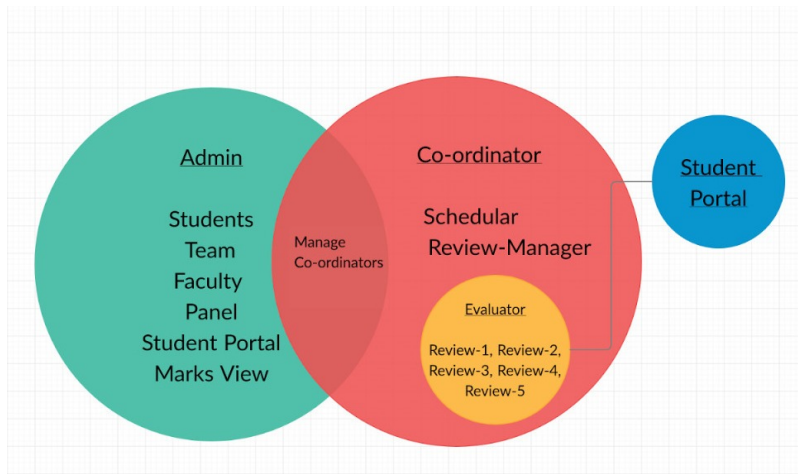 Admin
Students
Team
Faculty
Panel
Student Portal
Marks View
Manage
Co-ordinators
Co-ordinator
Schedular
Review-Manager
Evaluator
Review-1, Review-2,
Review-3, Review-4,
Review-5
Student
Portal